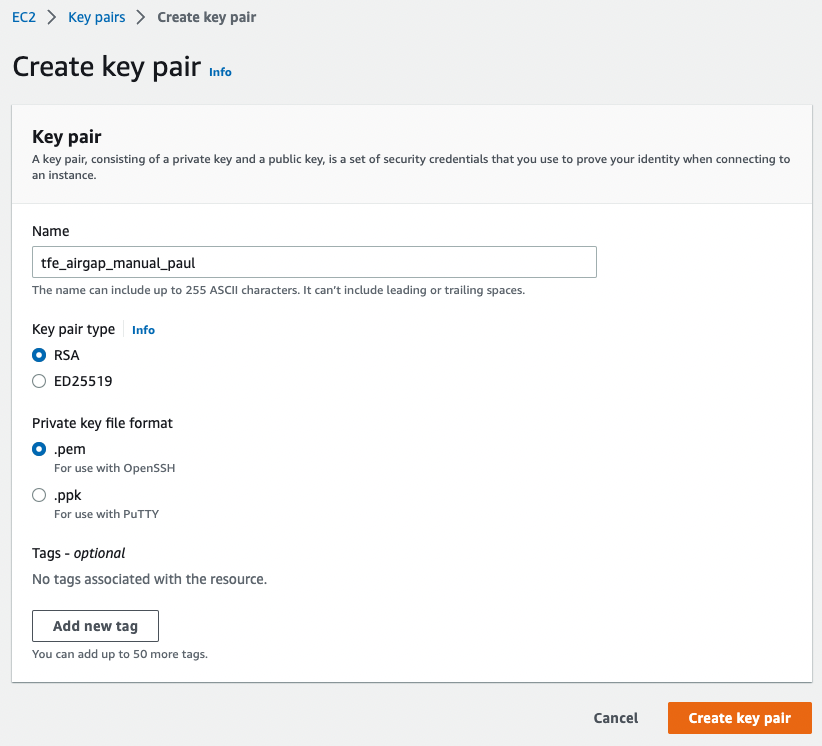 EC2 > Key pairs > Create key pair
Create key pair Info
Key pair
A key pair, consisting of a private key and a public key, is a set of security credentials that you use to prove your identity when connecting to
an instance.
Name
tfe_airgap_manual_paul
The name can include up to 255 ASCII characters. It can't include leading or trailing spaces.
Key pair type Info
RSA
ED25519
Private key file format
.pem
For use with OpenSSH
.ppk
For use with PuTTY
Tags - optional
No tags associated with the resource.
Add new tag
You can add up to 50 more tags.
Cancel Create key pair